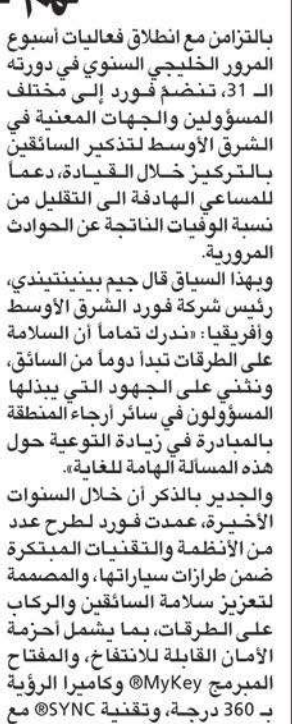 بالتزامن مع انطلاق فعاليات أسبوع
المرور الخليجي السنوي في دورته
الـ 31، تنضمّ فورد إلى مختلف
المسؤولين والجهات المعنية في
الشرق الأوسط لتذكير السائقين
بالتركيز خلال القيادة، دعماً
للمساعي الهادفة الى التقليل من
نسبة الوفيات الناتجة عن الحوادث
المرورية.
وبهذا السياق قال جيم بينينتيندي،
رئيس شركة فورد الشرق الأوسط
وأفريقيا: «ندرك تماماً أن السلامة
على الطرقات تبدأ دوماً من السائق،
ونثني على الجهود التي يبذلها
المسؤولون في سائر أرجاء المنطقة
بالمبادرة في زيادة التوعية حول
هذه المسألة الهامة للغاية».
والجدير بالذكر أن خلال السنوات
الأخيرة، عمدت فورد لطرح عدد
من الأنظمة والتقنيات المبتكرة
ضمن طرازات سياراتها، والمصممة
لتعزيز سلامة السائقين والركاب
على الطرقات، بما يشمل أحزمة
الأمان القابلة للانتفاخ، والمفتاح
المبرمج MyKey® وكاميرا الرؤية
بـ 360 درجة، وتقنية SYNC® مع